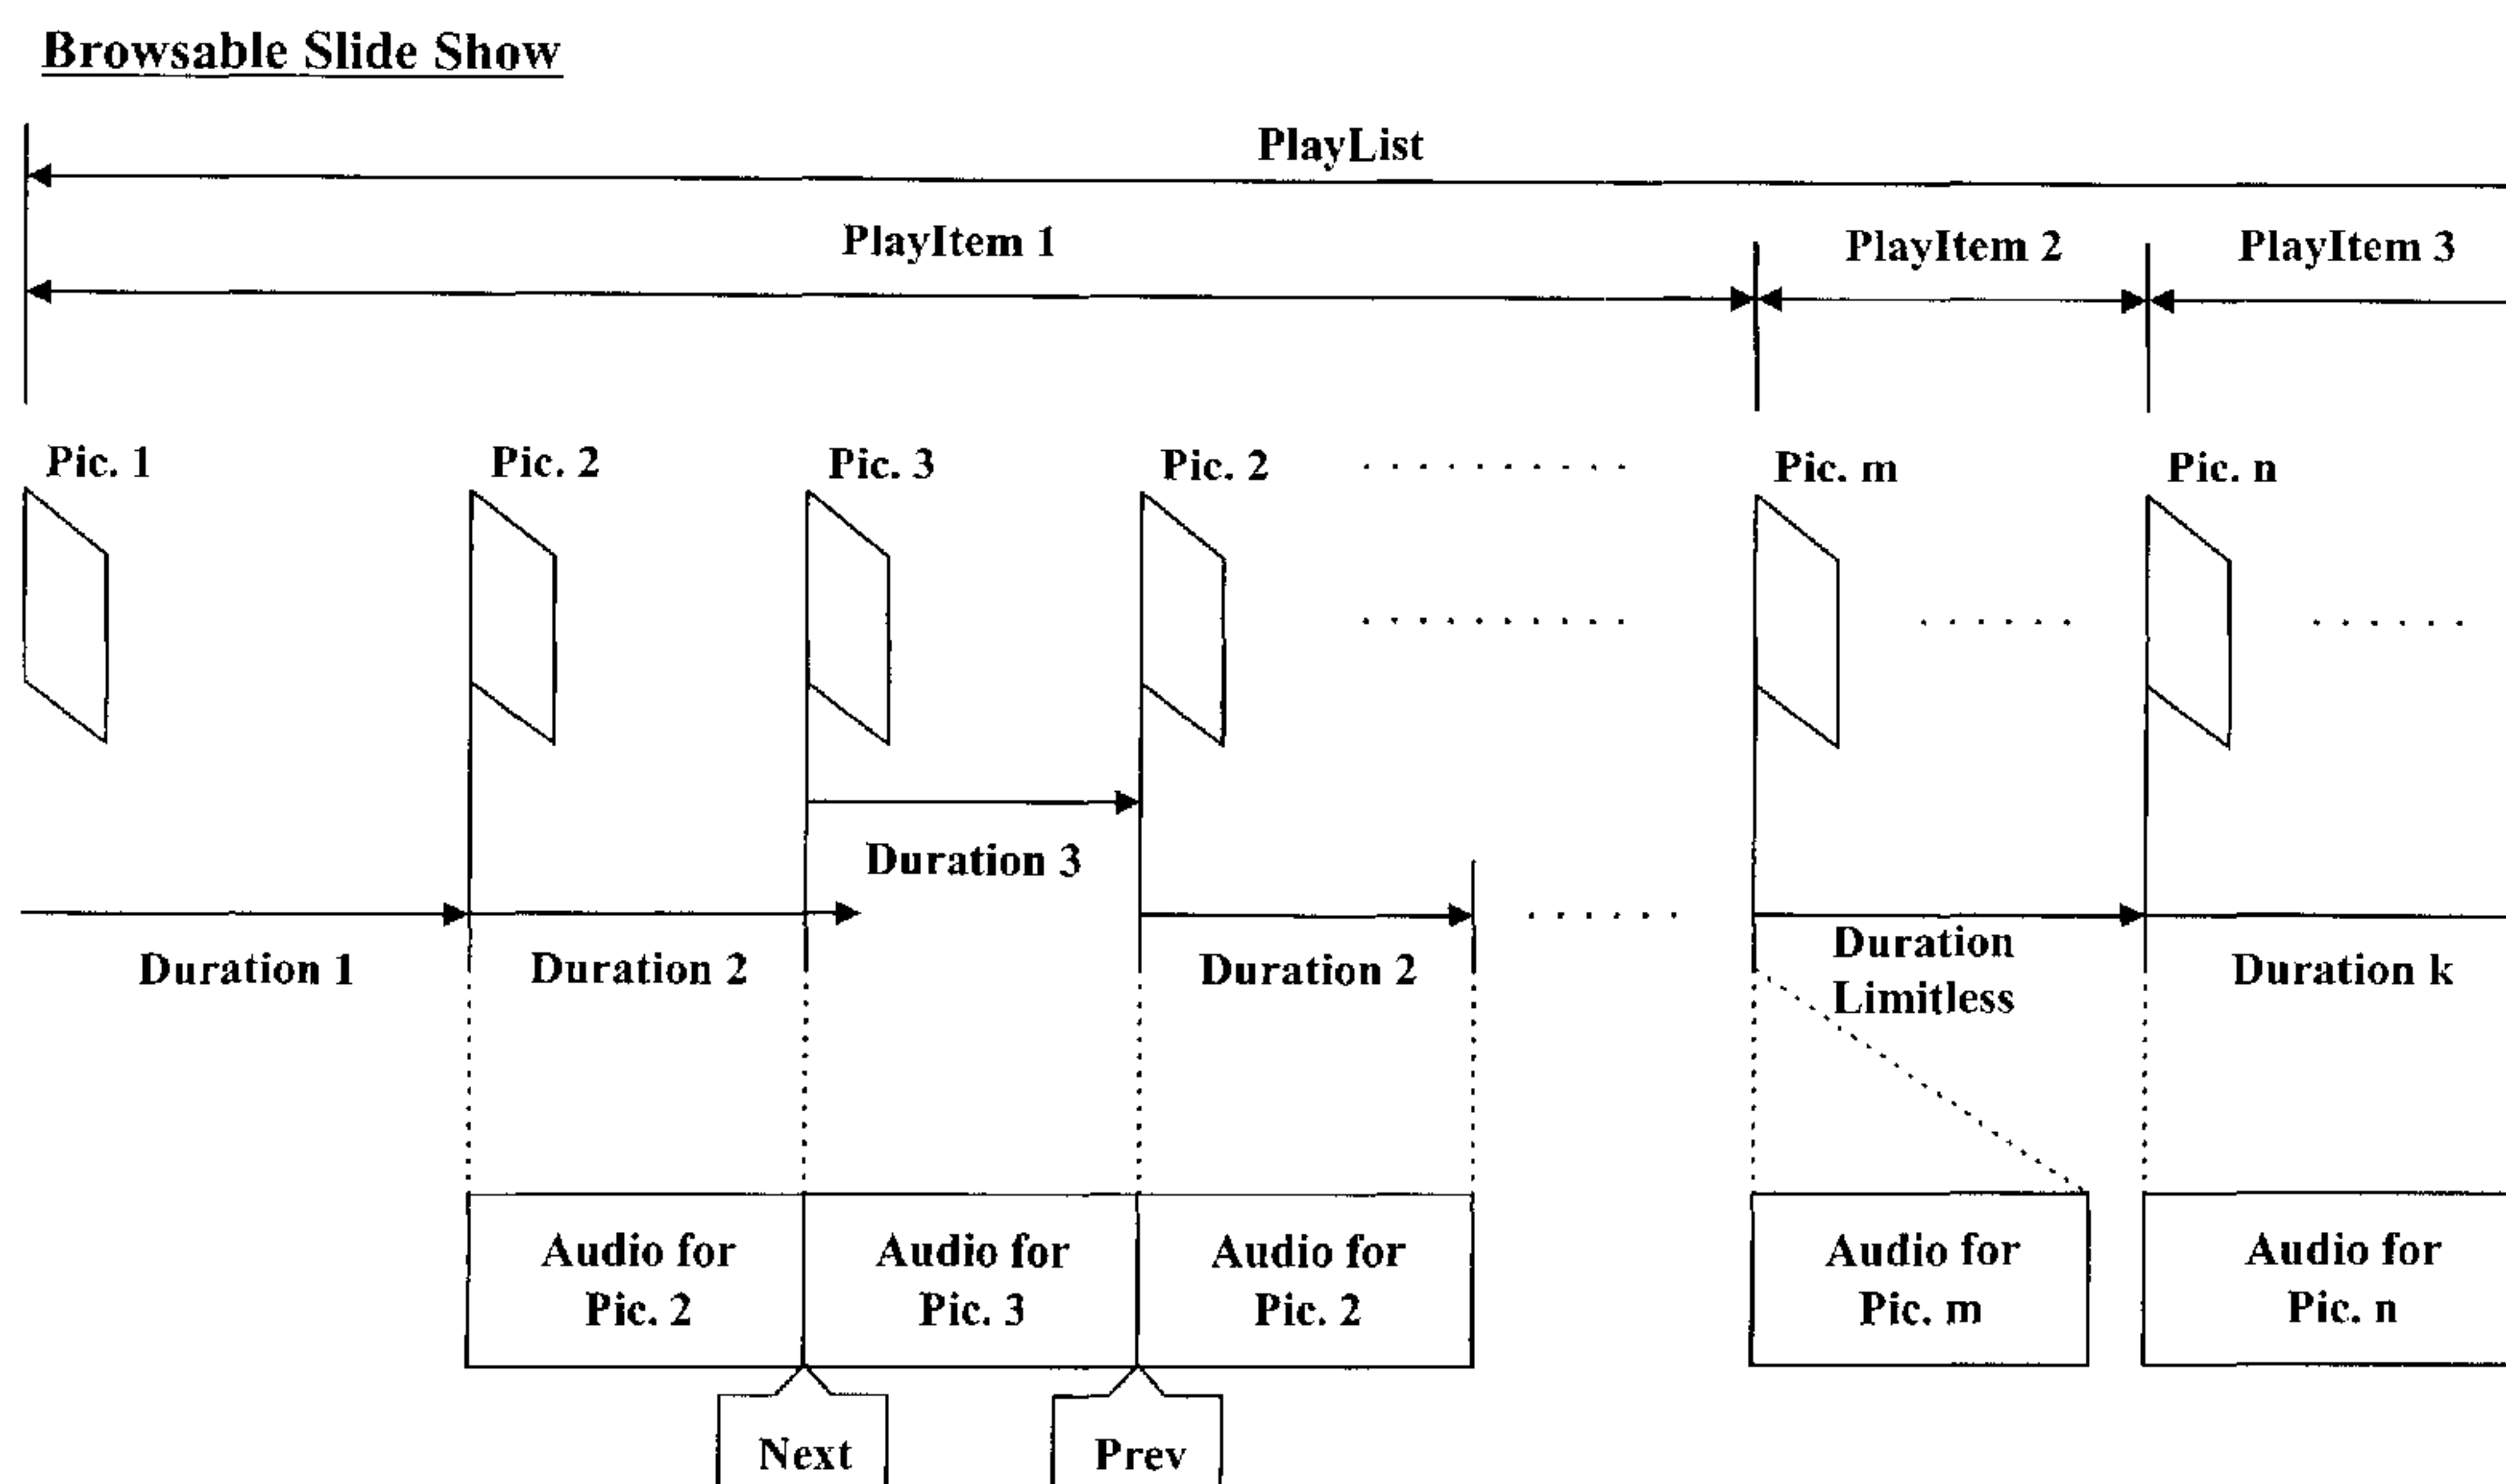 Browsable Slide Show
PlayList
PlayItem 1
PlayItem 2
PlayItem 3
Pic. 1
Pic. 2
Pic. 3
Pic. 2
Pic. m
Pic. n
Duration 3
Duration 1
Duration 2
Duration 2
Duration
Limitless
Duration k
Audio for
Pic. 2
Audio for
Pic. 3
Audio for
Pic. 2
Audio for
Pic. m
Audio for
Pic. n
Next
Prev